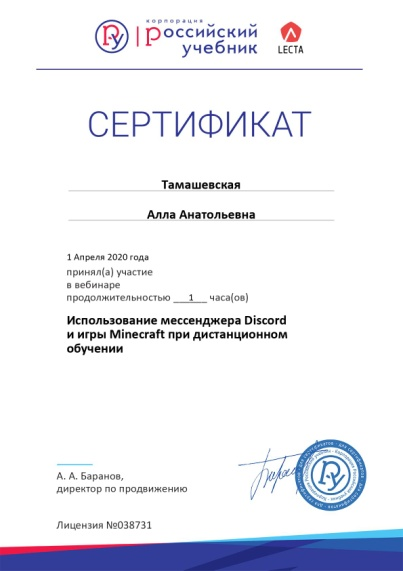 корпорация
российский
учебник
LECTA
СЕРТИФИКАТ
Тамашевская
Алла Анатольевна
1 Апреля 2020 года
принял(а) участие
в вебинаре
продолжительностью ___1___ часа(ов)
Использование мессенджера Discord
и игры Minecraft при дистанционном
обучении
А. А. Баранов,
директор по продвижению
Лицензия №038731